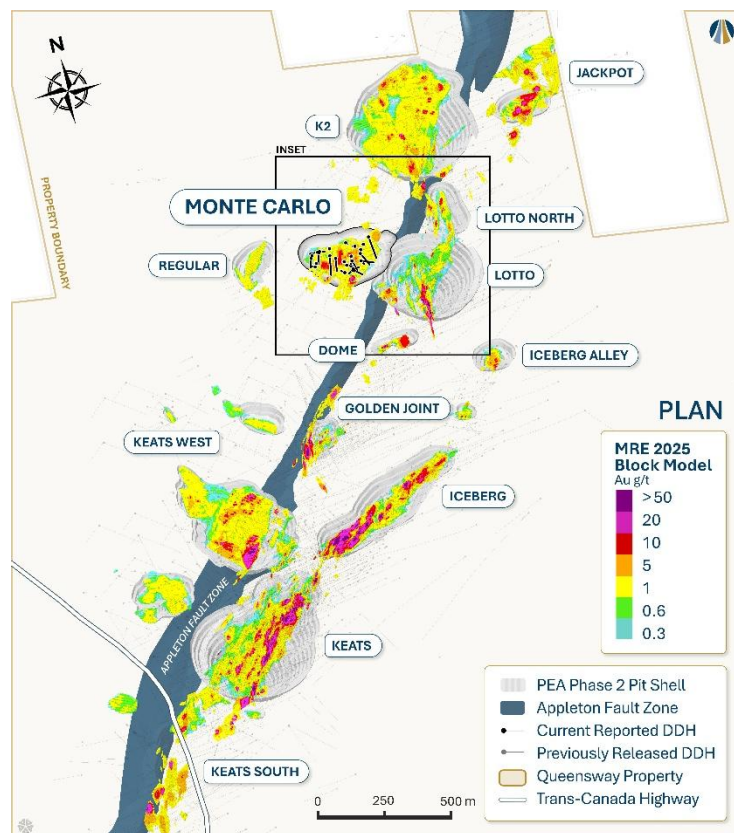 N
JACKPOT
K2
INSET
MONTE CARLO
LOTTO NORTH
PROPERTY BOUNDARY
REGULAR
LOTTO
DOME
ICEBERG ALLEY
GOLDEN JOINT
PLAN
KEATS WEST
MRE 2025
Block Model
Au g/t
>50
20
10
5
1
0.6
0.3
ICEBERG
APPLETON FAULT ZONE
KEATS
PEA Phase 2 Pit Shell
Appleton Fault Zone
Current Reported DDH
Previously Released DDH
Queensway Property
Trans-Canada Highway
KEATS SOUTH
0 250 500 m